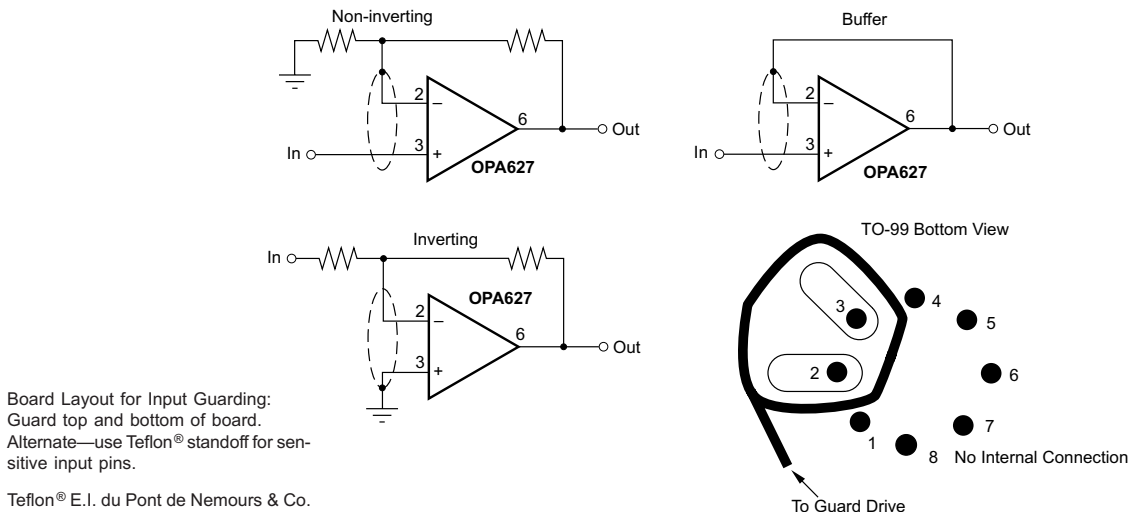 Non-inverting
2
–
6
Out
3
+
In
OPA627
Buffer
2
–
6
Out
3
+
In
OPA627
Inverting
In
OPA627
2
–
6
Out
3
+
TO-99 Bottom View
3
4
5
2
6
1
7
8 No Internal Connection
To Guard Drive
Board Layout for Input Guarding:
Guard top and bottom of board.
Alternate—use Teflon® standoff for sen-
sitive input pins.
Teflon® E.I. du Pont de Nemours & Co.